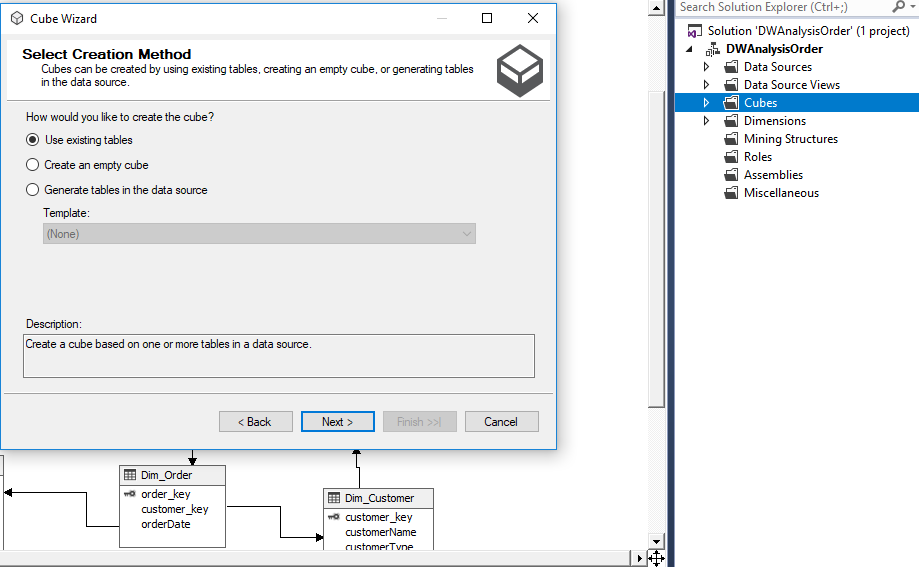 Cube Wizard
Select Creation Method
Cubes can be created by using existing tables, creating an empty cube, or generating tables
in the data source.
How would you like to create the cube?
Use existing tables
Create an empty cube
Generate tables in the data source
Template:
(None)
Description:
Create a cube based on one or more tables in a data source.
< Back
Next >
Finish >>|
Cancel
Dim_Order
order_key
customer_key
orderDate
Dim_Customer
customer_key
customerName
customerType
Search Solution Explorer (Ctrl+;)
Solution 'DWAnalysisOrder' (1 project)
DWAnalysisOrder
Data Sources
Data Source Views
Cubes
Dimensions
Mining Structures
Roles
Assemblies
Miscellaneous